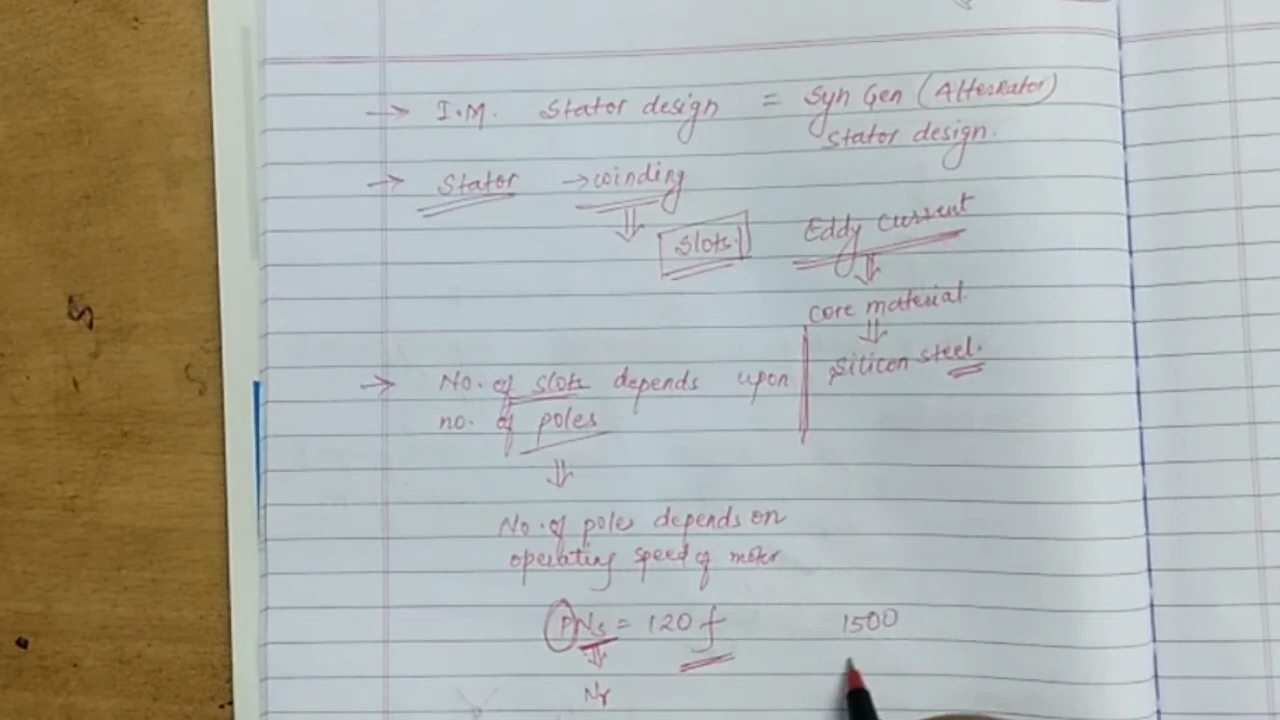 → I.M. Stator design = Syn Gen (Alternator)
stator design.
→ Stator → winding
⇓ Slots Eddy current
⇓
core material
⇓
→ No. of slots depends upon silicon steel.
no. of poles
⇓
No. of poles depends on
operating speed of motor
PNs = 120 f 1500
⇓
Nr